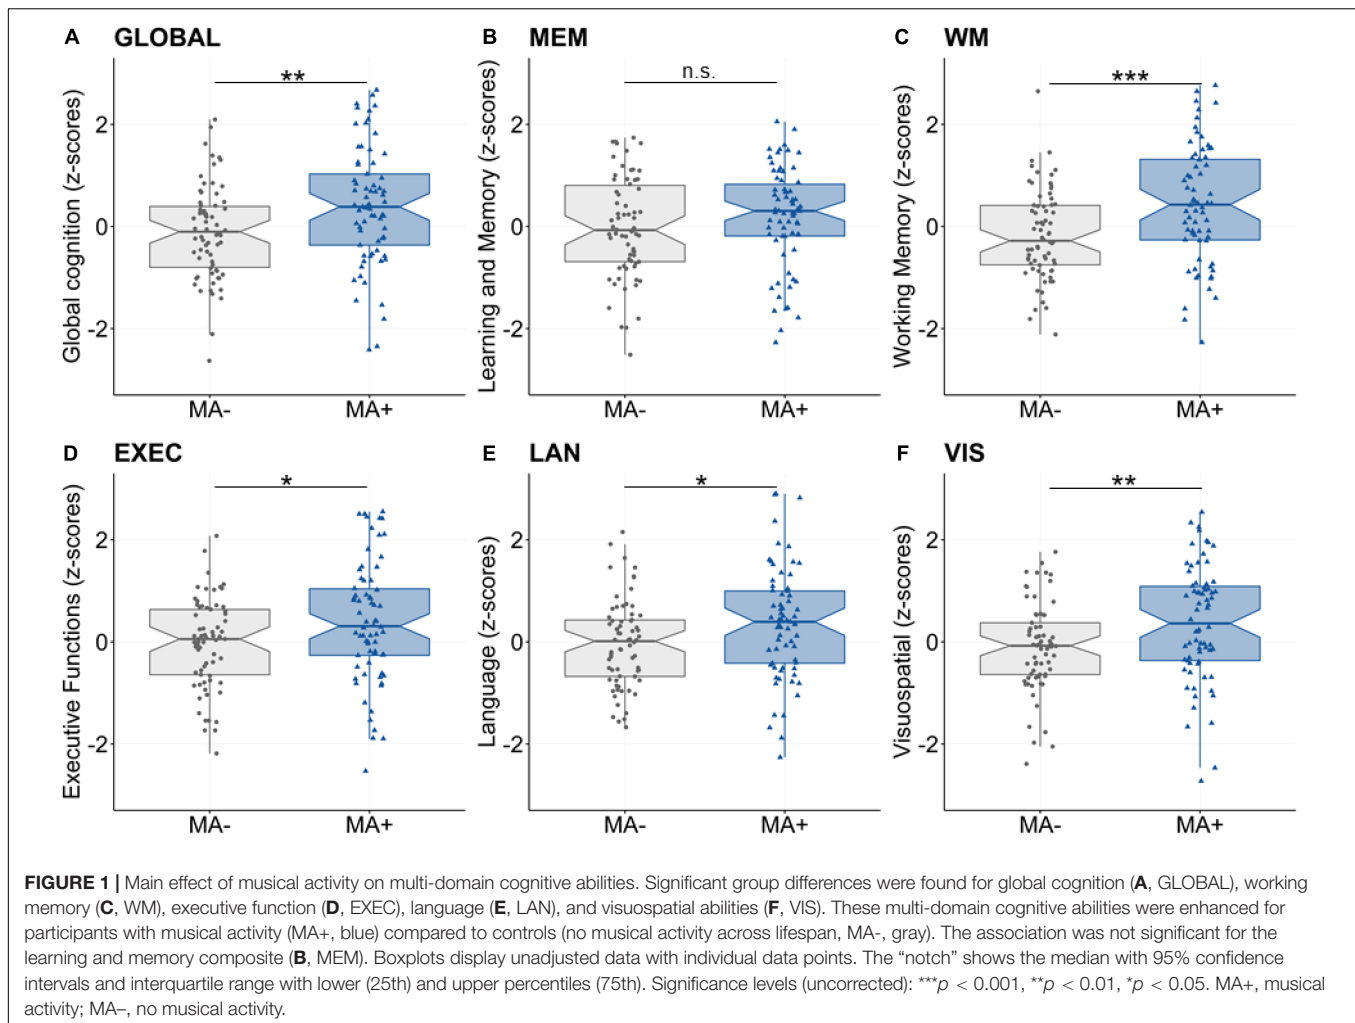 A GLOBAL
**
Global cognition (z-scores)
2
0
-2
MA- MA+
B MEM
n.s.
Learning and Memory (z-scores)
2
0
-2
MA- MA+
C WM
***
Working Memory (z-scores)
2
0
-2
MA- MA+
D EXEC
*
Executive Functions (z-scores)
2
0
-2
MA- MA+
E LAN
*
Language (z-scores)
2
0
-2
MA- MA+
F VIS
**
Visuospatial (z-scores)
2
0
-2
MA- MA+
FIGURE 1 | Main effect of musical activity on multi-domain cognitive abilities. Significant group differences were found for global cognition (A, GLOBAL), working
memory (C, WM), executive function (D, EXEC), language (E, LAN), and visuospatial abilities (F, VIS). These multi-domain cognitive abilities were enhanced for
participants with musical activity (MA+, blue) compared to controls (no musical activity across lifespan, MA-, gray). The association was not significant for the
learning and memory composite (B, MEM). Boxplots display unadjusted data with individual data points. The “notch” shows the median with 95% confidence
intervals and interquartile range with lower (25th) and upper percentiles (75th). Significance levels (uncorrected): ***p < 0.001, **p < 0.01, *p < 0.05. MA+, musical
activity; MA–, no musical activity.